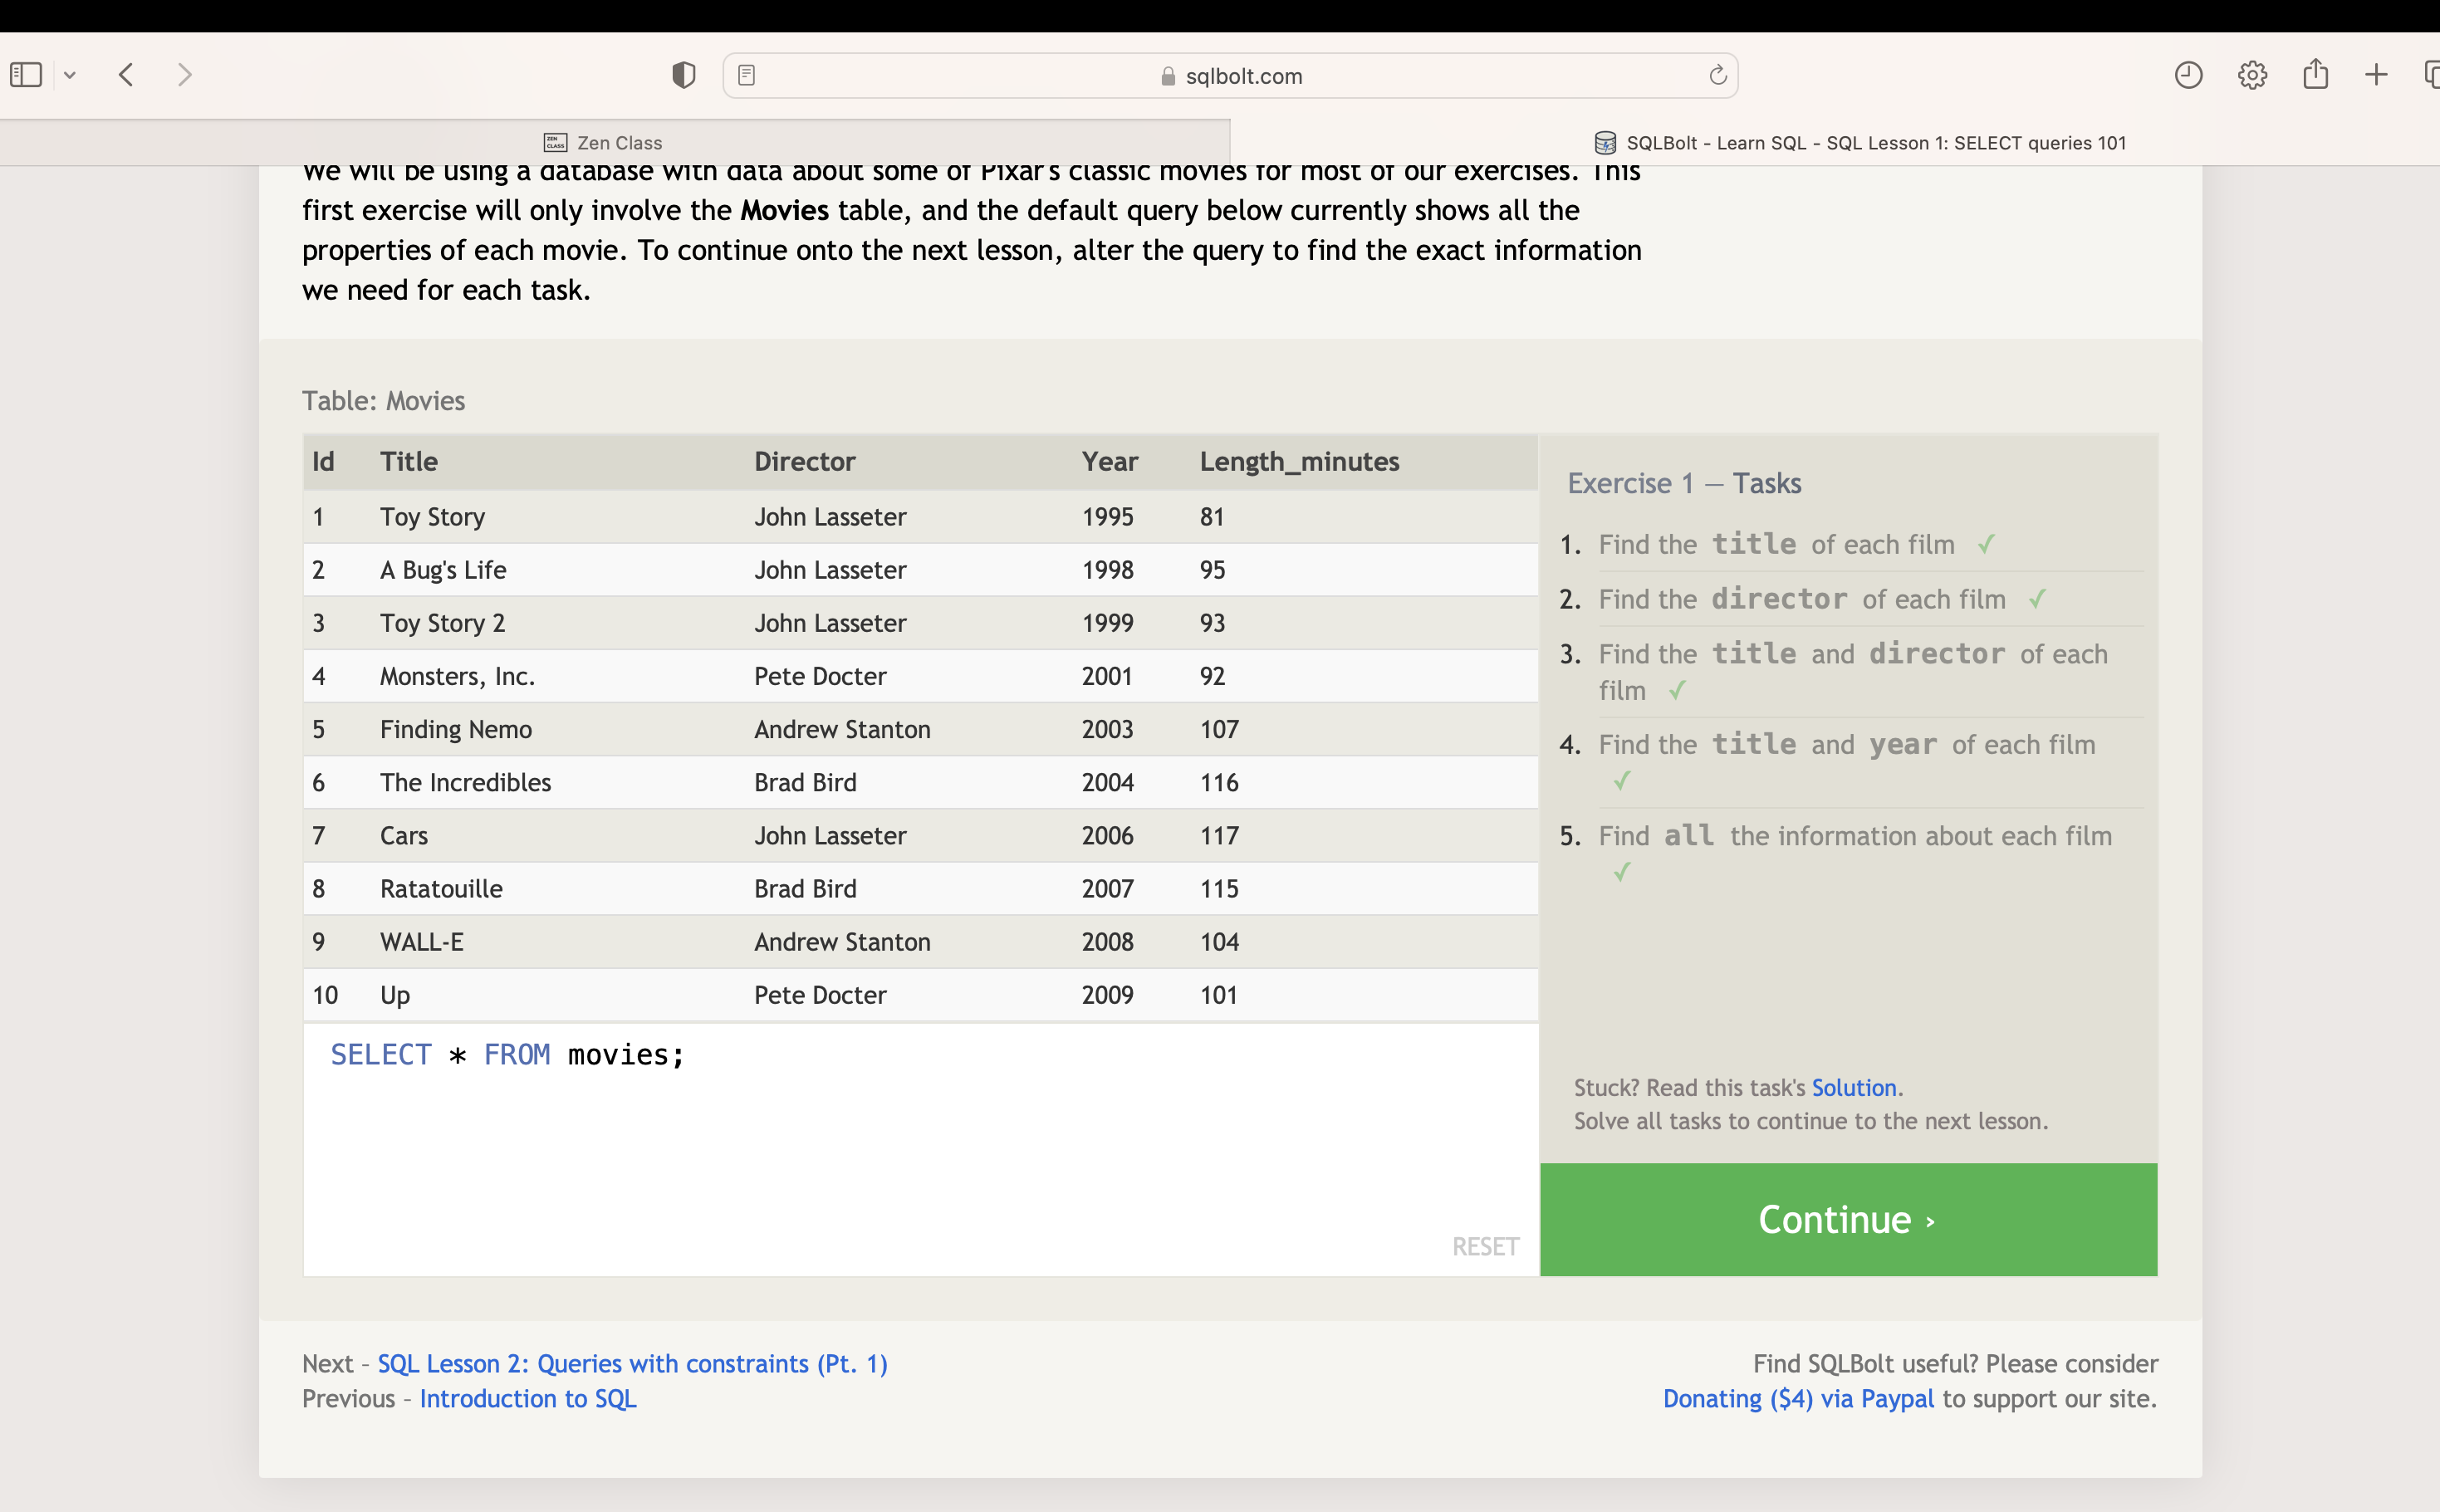 sqlbolt.com
ZEN CLASS Zen Class
SQLBolt - Learn SQL - SQL Lesson 1: SELECT queries 101
We will be using a database with data about some of Pixar's classic movies for most of our exercises. This
first exercise will only involve the Movies table, and the default query below currently shows all the
properties of each movie. To continue onto the next lesson, alter the query to find the exact information
we need for each task.
Table: Movies
Id Title Director Year Length_minutes
1 Toy Story John Lasseter 1995 81
2 A Bug's Life John Lasseter 1998 95
3 Toy Story 2 John Lasseter 1999 93
4 Monsters, Inc. Pete Docter 2001 92
5 Finding Nemo Andrew Stanton 2003 107
6 The Incredibles Brad Bird 2004 116
7 Cars John Lasseter 2006 117
8 Ratatouille Brad Bird 2007 115
9 WALL-E Andrew Stanton 2008 104
10 Up Pete Docter 2009 101
SELECT * FROM movies;
RESET
Exercise 1 — Tasks
1. Find the title of each film ✓
2. Find the director of each film ✓
3. Find the title and director of each
film ✓
4. Find the title and year of each film
✓
5. Find all the information about each film
✓
Stuck? Read this task's Solution.
Solve all tasks to continue to the next lesson.
Continue ›
Next – SQL Lesson 2: Queries with constraints (Pt. 1)
Previous – Introduction to SQL
Find SQLBolt useful? Please consider
Donating ($4) via Paypal to support our site.